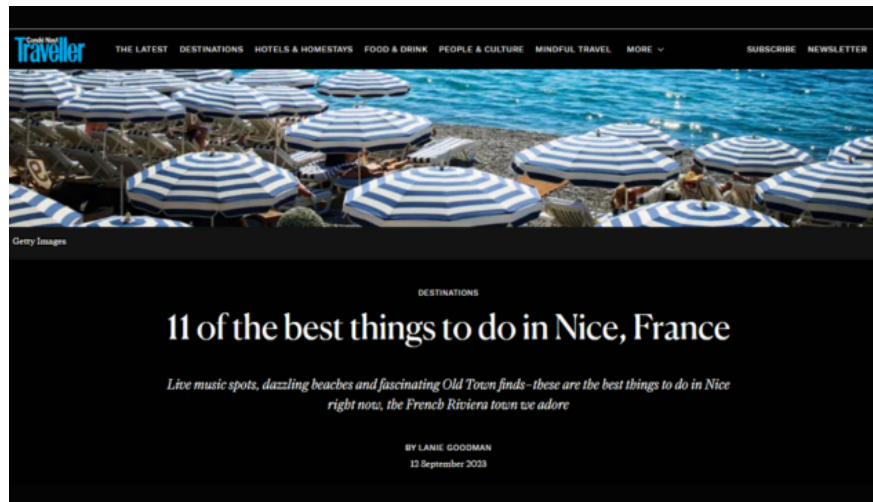 Condé Nast
Traveller
THE LATEST DESTINATIONS HOTELS & HOMESTAYS FOOD & DRINK PEOPLE & CULTURE MINDFUL TRAVEL MORE SUBSCRIBE NEWSLETTER
Getty Images
DESTINATIONS
11 of the best things to do in Nice, France
Live music spots, dazzling beaches and fascinating Old Town finds–these are the best things to do in Nice
right now, the French Riviera town we adore
BY LANIE GOODMAN
12 September 2023